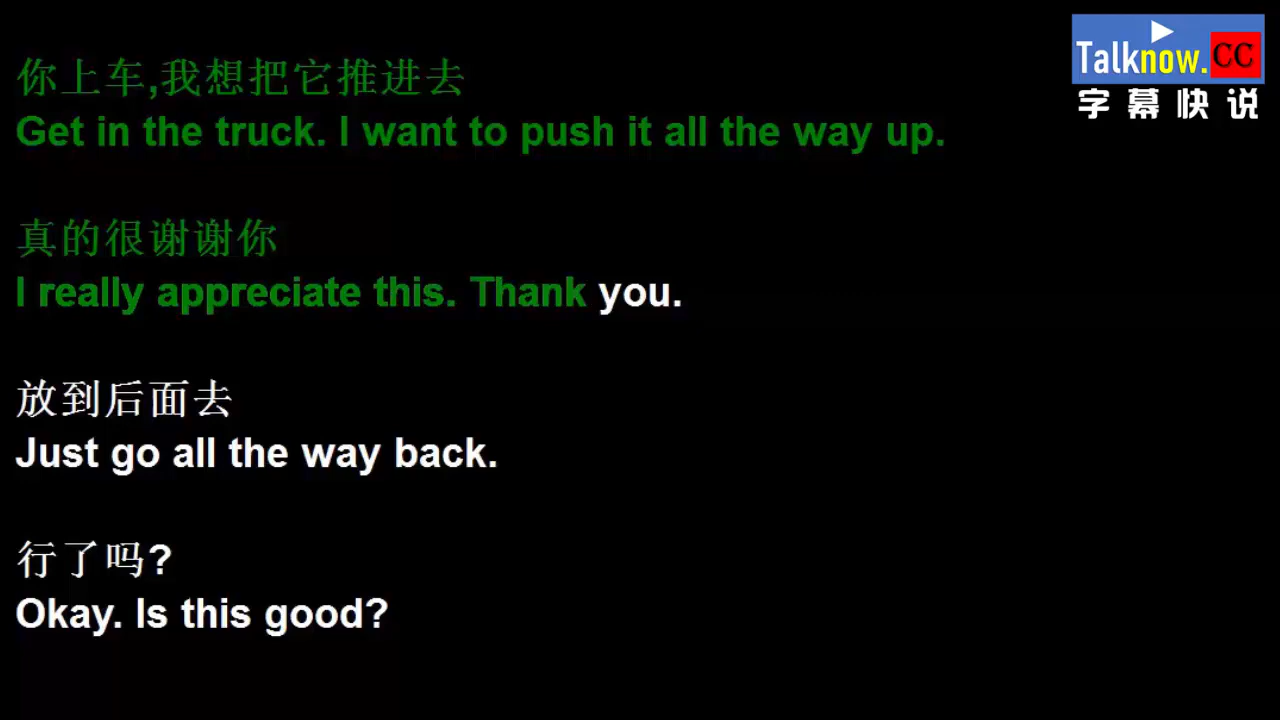 你上车,我想把它推进去
Get in the truck. I want to push it all the way up.
真的很谢谢你
I really appreciate this. Thank you.
放到后面去
Just go all the way back.
行了吗?
Okay. Is this good?
Talknow.CC
字幕快说